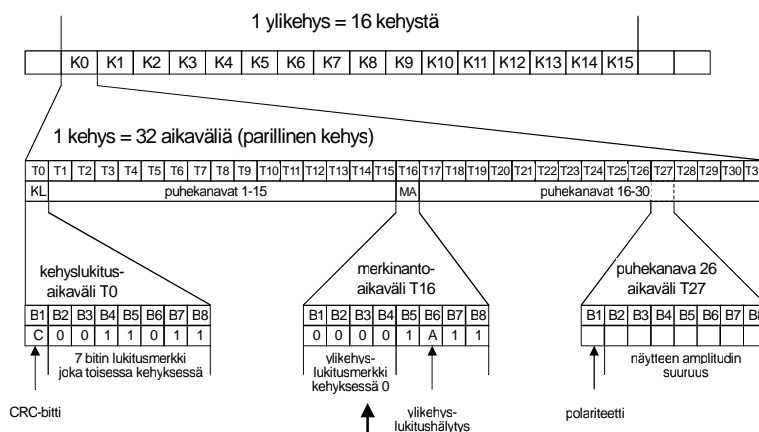 1 ylikehys = 16 kehystä
K0 K1 K2 K3 K4 K5 K6 K7 K8 K9 K10 K11 K12 K13 K14 K15
1 kehys = 32 aikaväliä (parillinen kehys)
T0 T1 T2 T3 T4 T5 T6 T7 T8 T9 T10 T11 T12 T13 T14 T15 T16 T17 T18 T19 T20 T21 T22 T23 T24 T25 T26 T27 T28 T29 T30 T3
KL puhekanavat 1-15 MA puhekanavat 16-30
kehyslukitus-
aikaväli T0
B1 B2 B3 B4 B5 B6 B7 B8
C 0 0 1 1 0 1 1
7 bitin lukitusmerkki
joka toisessa kehyksessä
CRC-bitti
merkinanto-
aikaväli T16
B1 B2 B3 B4 B5 B6 B7 B8
0 0 0 0 1 A 1 1
ylikehys-
lukitusmerkki
kehyksessä 0
ylikehys-
lukitushälytys
puhekanava 26
aikaväli T27
B1 B2 B3 B4 B5 B6 B7 B8
näytteen amplitudin
suuruus
polariteetti